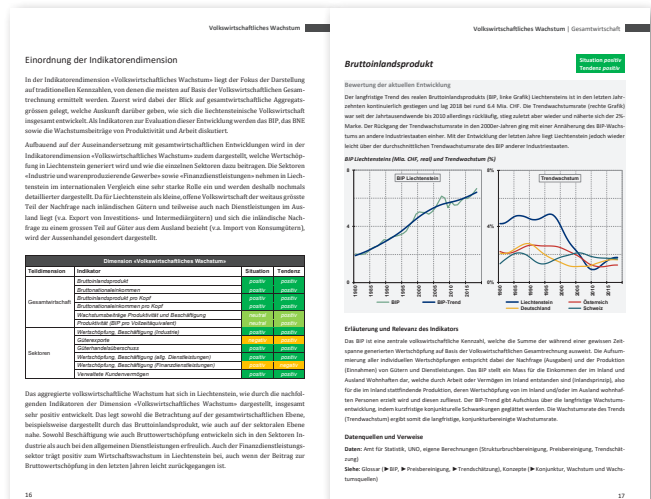 Volkswirtschaftliches Wachstum
Einordnung der Indikatorendimension
In der Indikatorendimension «Volkswirtschaftliches Wachstum» liegt der Fokus der Darstellung
auf traditionellen Kennzahlen, von denen die meisten auf Basis der Volkswirtschaftlichen Gesam-
trechnung ermittelt werden. Zuerst wird dabei der Blick auf gesamtwirtschaftliche Aggregats-
grössen gelegt, welche Auskunft darüber geben, wie sich die liechtensteinische Volkswirtschaft
insgesamt entwickelt. Als Indikatoren zur Evaluation dieser Entwicklung werden das BIP, das BNE
sowie die Wachstumsbeiträge von Produktivität und Arbeit diskutiert.
Aufbauend auf der Auseinandersetzung mit gesamtwirtschaftlichen Entwicklungen wird in der
Indikatorendimension «Volkswirtschaftliches Wachstum» zudem dargestellt, welche Wertschöp-
fung in Liechtenstein generiert wird und wie die einzelnen Sektoren dazu beitragen. Die Sektoren
«Industrie und warenproduzierende Gewerbe» sowie «Finanzdienstleistungen» nehmen in Liech-
tenstein im internationalen Vergleich eine sehr starke Rolle ein und werden deshalb nochmals
detaillierter dargestellt. Da für Liechtenstein als kleine, offene Volkswirtschaft der weitaus grösste
Teil der Nachfrage nach inländischen Gütern und teilweise auch nach Dienstleistungen im Aus-
land liegt (v.a. Export von Investitions- und Intermediärgütern) und sich die inländische Nach-
frage zu einem grossen Teil auf Güter aus dem Ausland bezieht (v.a. Import von Konsumgütern),
wird der Aussenhandel gesondert dargestellt.
Dimension «Volkswirtschaftliches Wachstum»
Teildimension Indikator Situation Tendenz
Gesamtwirtschaft
Bruttoinlandsprodukt positiv positiv
Bruttonationaleinkommen positiv positiv
Bruttoinlandsprodukt pro Kopf positiv positiv
Bruttonationaleinkommen pro Kopf positiv positiv
Wachstumsbeiträge Produktivität und Beschäftigung neutral positiv
Produktivität (BIP pro Vollzeitäquivalent) neutral positiv
Sektoren
Wertschöpfung, Beschäftigung (Industrie) positiv positiv
Güterexporte negativ positiv
Güterhandelsüberschuss positiv positiv
Wertschöpfung, Beschäftigung (allg. Dienstleistungen) positiv positiv
Wertschöpfung, Beschäftigung (Finanzdienstleistungen) positiv negativ
Verwaltete Kundenvermögen positiv positiv
Das aggregierte volkswirtschaftliche Wachstum hat sich in Liechtenstein, wie durch die nachfol-
genden Indikatoren der Dimension «Volkswirtschaftliches Wachstum» dargestellt, insgesamt
sehr positiv entwickelt. Das legt sowohl die Betrachtung auf der gesamtwirtschaftlichen Ebene,
beispielsweise dargestellt durch das Bruttoinlandsprodukt, wie auch auf der sektoralen Ebene
nahe. Sowohl Beschäftigung wie auch Bruttowertschöpfung entwickelten sich in den Sektoren In-
dustrie als auch bei den allgemeinen Dienstleistungen erfreulich. Auch der Finanzdienstleistungs-
sektor trägt positiv zum Wirtschaftswachstum in Liechtenstein bei, auch wenn der Beitrag zur
Bruttowertschöpfung in den letzten Jahren leicht zurückgegangen ist.
16
Volkswirtschaftliches Wachstum | Gesamtwirtschaft
Bruttoinlandsprodukt
Situation positiv
Tendenz positiv
Bewertung der aktuellen Entwicklung
Der langfristige Trend des realen Bruttoinlandsprodukts (BIP, linke Grafik) Liechtensteins ist in den letzten Jahr-
zehnten kontinuierlich gestiegen und lag 2018 bei rund 6.4 Mia. CHF. Die Trendwachstumsrate (rechte Grafik)
war seit der Jahrtausendwende bis 2010 allerdings rückläufig, stieg zuletzt aber wieder und näherte sich der 2%-
Marke. Der Rückgang der Trendwachstumsrate in den 2000er-Jahren ging mit einer Annäherung des BIP-Wachs-
tums an andere Industriestaaten einher. Mit der Entwicklung der letzten Jahre liegt Liechtenstein jedoch wieder
leicht über der durchschnittlichen Trendwachstumsrate des BIP anderer Industriestaaten.
BIP Liechtensteins (Mia. CHF, real) und Trendwachstum (%)
BIP Liechtenstein
8
4
0
1980 1985 1990 1995 2000 2005 2010 2015
BIP BIP-Trend
Trendwachstum
8%
4%
0%
1980 1985 1990 1995 2000 2005 2010 2015
Liechtenstein Österreich
Deutschland Schweiz
Erläuterung und Relevanz des Indikators
Das BIP ist eine zentrale volkswirtschaftliche Kennzahl, welche die Summe der während einer gewissen Zeit-
spanne generierten Wertschöpfung auf Basis der Volkswirtschaftlichen Gesamtrechnung ausweist. Die Aufsum-
mierung aller individuellen Wertschöpfungen entspricht dabei der Nachfrage (Ausgaben) und der Produktion
(Einnahmen) von Gütern und Dienstleistungen. Das BIP stellt ein Mass für die Einkommen der im Inland und
Ausland Wohnhaften dar, welche durch Arbeit oder Vermögen im Inland entstanden sind (Inlandsprinzip), also
für die im Inland stattfindende Produktion, deren Wertschöpfung von im Inland und/oder im Ausland wohnhaf-
ten Personen erzielt wird und diesen zufliesst. Der BIP-Trend gibt Aufschluss über die langfristige Wachstums-
entwicklung, indem kurzfristige konjunkturelle Schwankungen geglättet werden. Die Wachstumsrate des Trends
(Trendwachstum) ergibt somit die langfristige, konjunkturbereinigte Wachstumsrate.
Datenquellen und Verweise
Daten: Amt für Statistik, UNO, eigene Berechnungen (Strukturbruchbereinigung, Preisbereinigung, Trendschät-
zung)
Siehe: Glossar (►BIP, ►Preisbereinigung, ►Trendschätzung), Konzepte (►Konjunktur, Wachstum und Wachs-
tumsquellen)
17